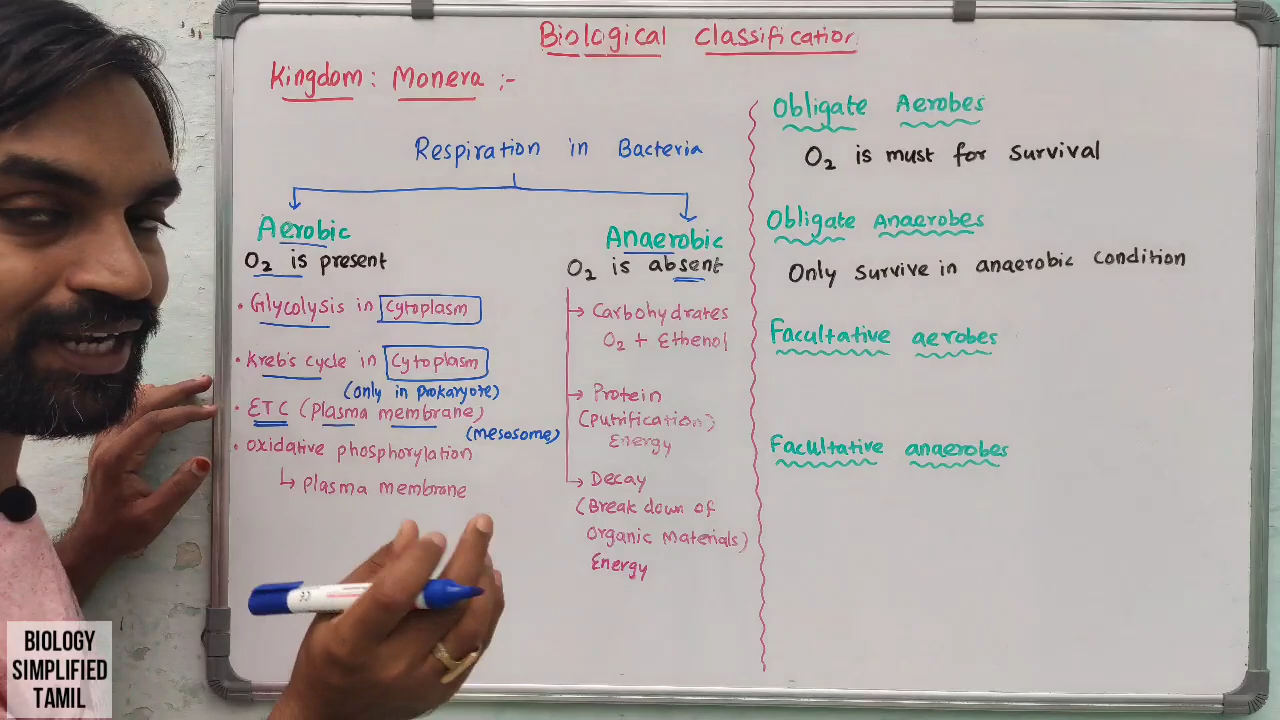 Biological Classification
Kingdom: Monera :-
Respiration in Bacteria
Aerobic
O₂ is present
• Glycolysis in Cytoplasm
• Kreb's cycle in Cytoplasm
(only in prokaryote)
• ETC (plasma membrane)
(mesosome)
• Oxidative phosphorylation
↳ plasma membrane
Anaerobic
O₂ is absent
→ Carbohydrates
O₂ + Ethenol
→ Protein
(putrification)
Energy
→ Decay
(Break down of
Organic Materials)
Energy
Obligate Aerobes
O₂ is must for survival
Obligate Anaerobes
Only survive in anaerobic condition
Facultative aerobes
Facultative anaerobes
BIOLOGY
SIMPLIFIED
TAMIL